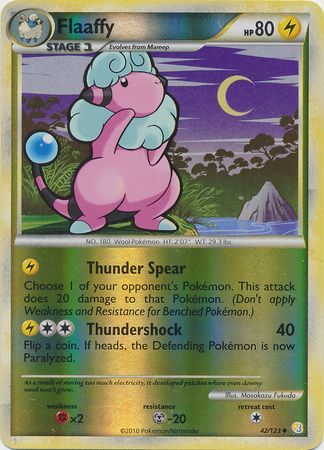 Flaaffy HP 80
STAGE 1 Evolves from Mareep
NO. 180 Wool Pokémon HT: 2'07" WT: 29.3 lbs.
Thunder Spear
Choose 1 of your opponent's Pokémon. This attack
does 20 damage to that Pokémon. (Don't apply
Weakness and Resistance for Benched Pokémon.)
Thundershock 40
Flip a coin. If heads, the Defending Pokémon is now
Paralyzed.
As a result of storing too much electricity, it developed patches where even downy
wool won't grow. Illus. Masakazu Fukuda
weakness resistance retreat cost
×2 -20
©2010 Pokémon/Nintendo 42/123